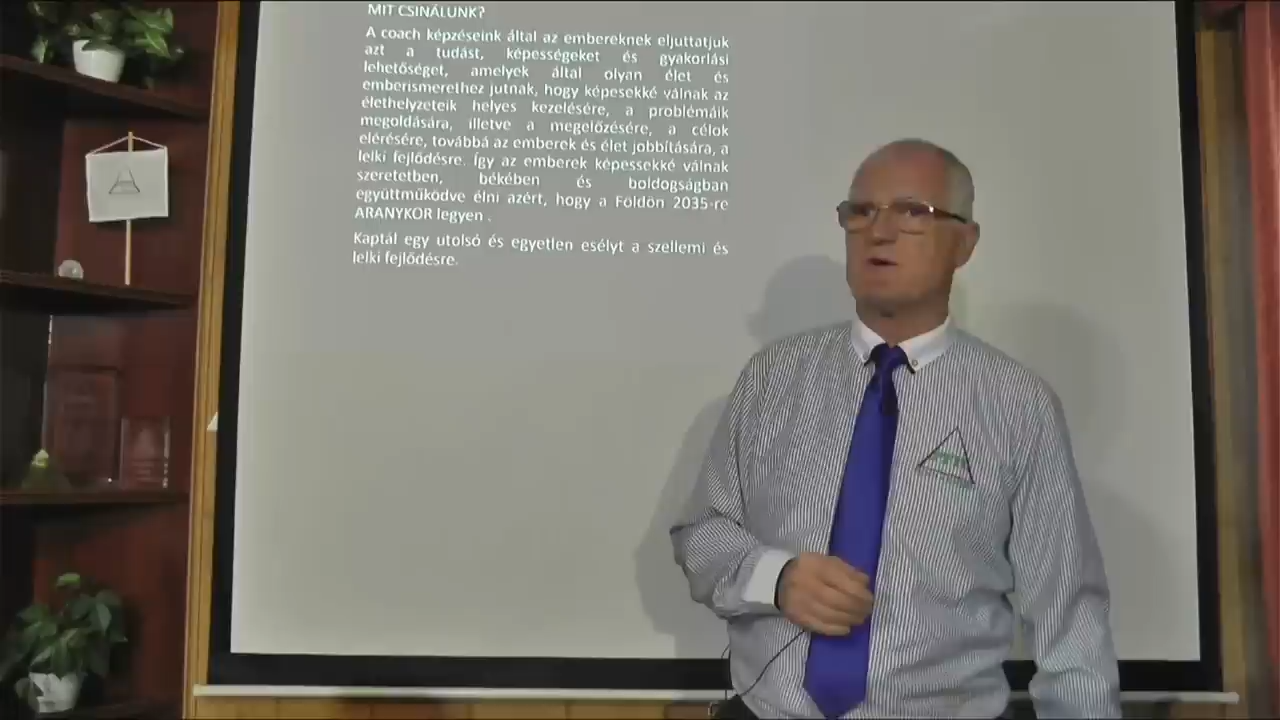 MIT CSINÁLUNK?
A coach képzéseink által az embereknek eljuttatjuk
azt a tudást, képességeket és gyakorlási
lehetőséget, amelyek által olyan élet és
emberismerethez jutnak, hogy képesekké válnak az
élethelyzeteik helyes kezelésére, a problémáik
megoldására, illetve a megelőzésére, a célok
elérésére, továbbá az emberek és élet jobbítására, a
lelki fejlődésre. Így az emberek képessekké válnak
szeretetben, békében és boldogságban
együttműködve élni azért, hogy a Földön 2035-re
ARANYKOR legyen .
Kaptál egy utolsó és egyetlen esélyt a szellemi és
lelki fejlődésre.